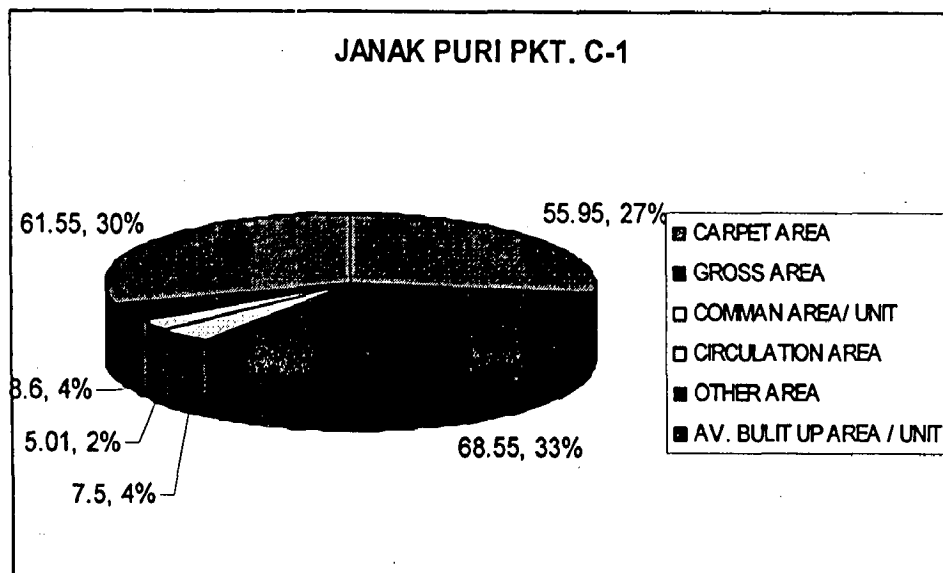 JANAK PURI PKT. C-1
61.55, 30%
55.95, 27%
8.6, 4%
5.01, 2%
7.5, 4%
68.55, 33%
CARPET AREA
GROSS AREA
COMMAN AREA/ UNIT
CIRCULATION AREA
OTHER AREA
AV. BULIT UP AREA / UNIT